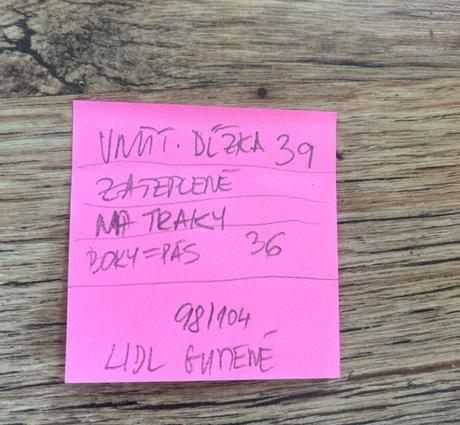 VNÚT. DĹŽKA 39
ZATEPLENÉ
NA TRAKY
BOKY=PÁS 36
98/104
LIDL GUMENÉ